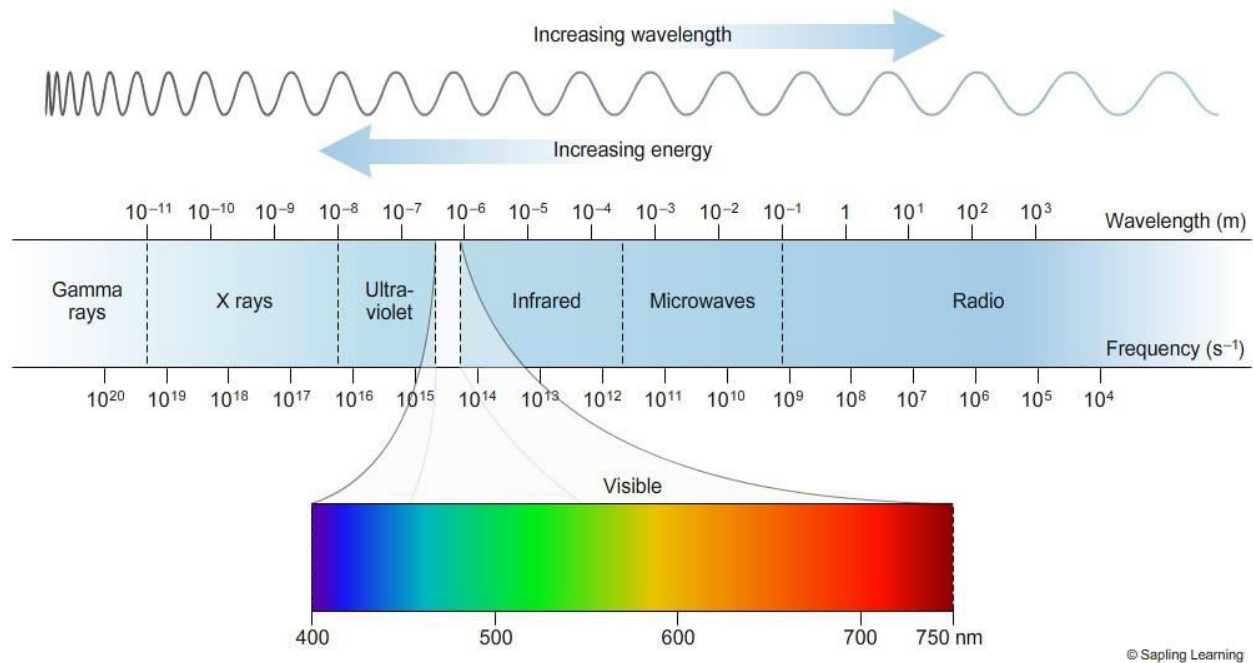 Increasing wavelength
Increasing energy
10⁻¹¹ 10⁻¹⁰ 10⁻⁹ 10⁻⁸ 10⁻⁷ 10⁻⁶ 10⁻⁵ 10⁻⁴ 10⁻³ 10⁻² 10⁻¹ 1 10¹ 10² 10³ Wavelength (m)
Gamma rays X rays Ultra-violet Infrared Microwaves Radio
Frequency (s⁻¹)
10²⁰ 10¹⁹ 10¹⁸ 10¹⁷ 10¹⁶ 10¹⁵ 10¹⁴ 10¹³ 10¹² 10¹¹ 10¹⁰ 10⁹ 10⁸ 10⁷ 10⁶ 10⁵ 10⁴
Visible
400 500 600 700 750 nm
© Sapling Learning